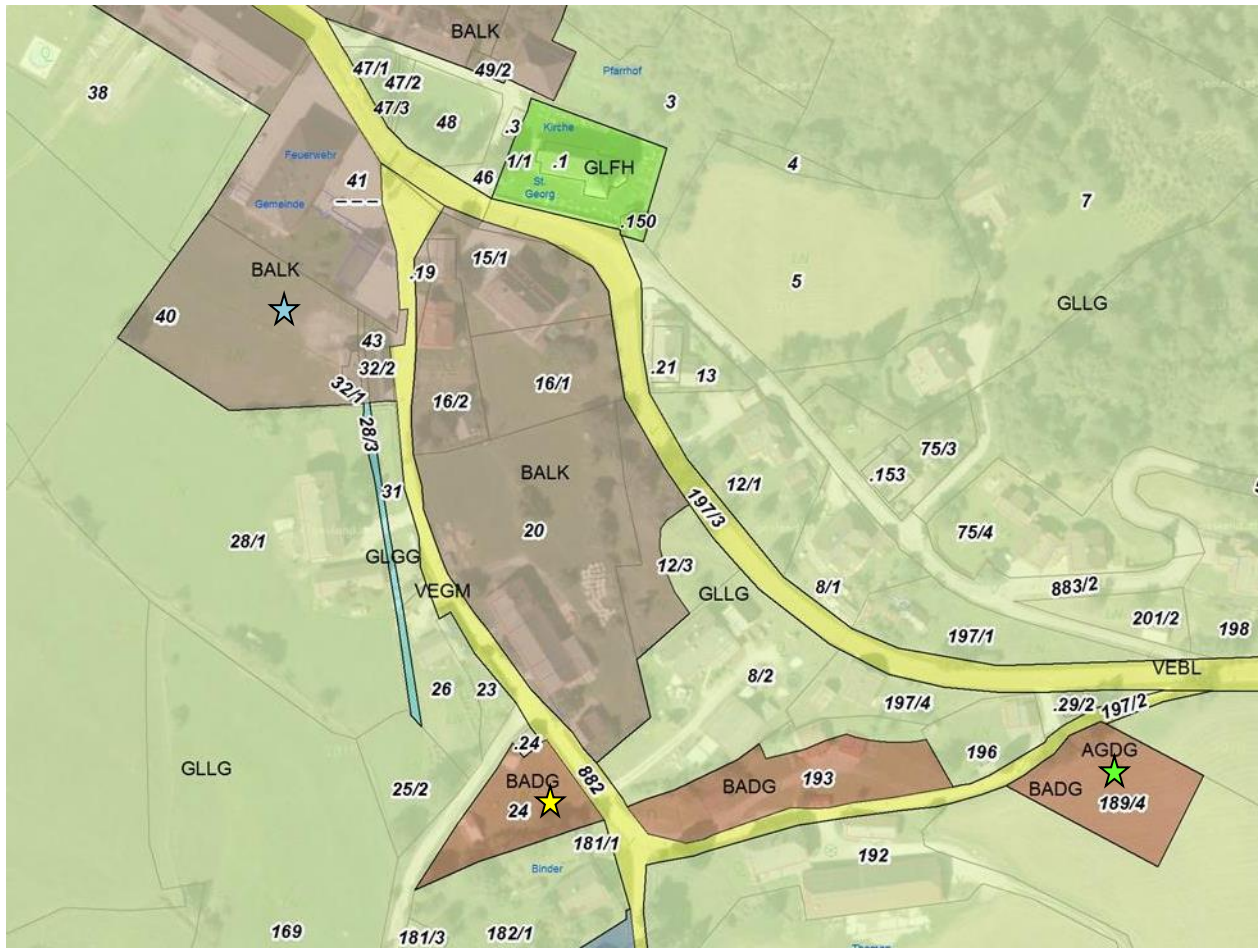 BALK
Pfarrhof
47/1
49/2
47/2
38
3
47/3
48
.3
Kirche
Feuerwehr
1/1
.1
GLFH
4
41
46
St.
Georg
Gemeinde
7
.150
15/1
BALK
.19
5
GLLG
40
43
.21
13
32/2
16/1
32/1
16/2
28/3
75/3
BALK
.153
12/1
31
197/3
20
75/4
28/1
GLGG
12/3
VEGM
GLLG
8/1
883/2
201/2
198
197/1
VEBL
8/2
26
23
197/4
.29/2
197/2
.24
196
AGDG
GLLG
BADG
882
BADG
193
BADG
25/2
24
189/4
181/1
192
Binder
169
181/3
182/1